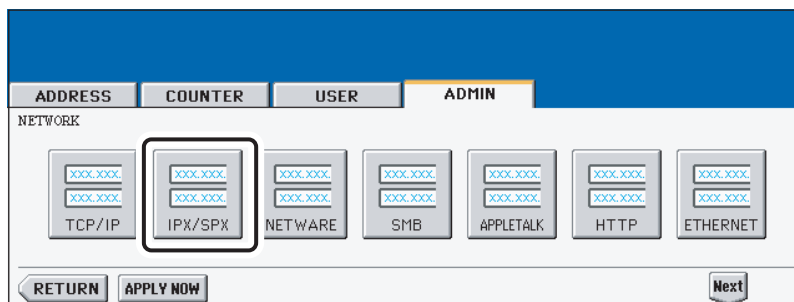 ADDRESS COUNTER USER ADMIN
NETWORK
XXX.XXX. XXX.XXX. XXX.XXX. XXX.XXX. XXX.XXX. XXX.XXX. XXX.XXX.
XXX.XXX. XXX.XXX. XXX.XXX. XXX.XXX. XXX.XXX. XXX.XXX. XXX.XXX.
TCP/IP IPX/SPX NETWARE SMB APPLETALK HTTP ETHERNET
RETURN APPLY NOW Next